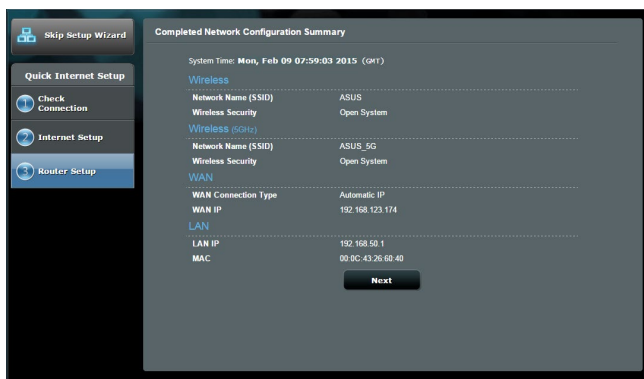 Skip Setup Wizard
Quick Internet Setup
1 Check Connection
2 Internet Setup
3 Router Setup
Completed Network Configuration Summary
System Time: Mon, Feb 09 07:59:03 2015 (GMT)
Wireless
Network Name (SSID) ASUS
Wireless Security Open System
Wireless (5GHz)
Network Name (SSID) ASUS_5G
Wireless Security Open System
WAN
WAN Connection Type Automatic IP
WAN IP 192.168.123.174
LAN
LAN IP 192.168.50.1
MAC 00:0C:43:26:60:40
Next